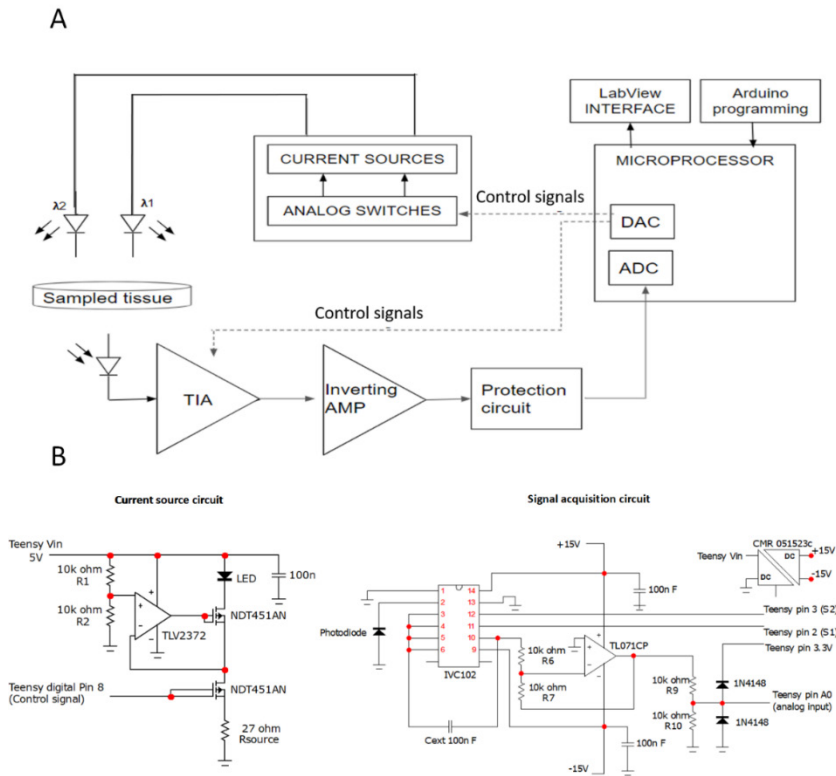 A
LabView
INTERFACE
Arduino
programming
MICROPROCESSOR
CURRENT SOURCES
ANALOG SWITCHES
Control signals
DAC
ADC
λ2
λ1
Sampled tissue
Control signals
TIA
Inverting
AMP
Protection
circuit
B
Current source circuit
Teensy Vin
5V
10k ohm
R1
10k ohm
R2
+
-
+
-
TLV2372
LED
100n
NDT451AN
NDT451AN
Teensy digital Pin 8
(Control signal)
27 ohm
Rsource
Signal acquisition circuit
+15V
CMR 051523c
Teensy Vin
DC
DC
+15V
-15V
100n F
1
2
3
4
5
6
14
13
12
11
10
9
IVC102
Photodiode
Teensy pin 3 (S2)
Teensy pin 2 (S1)
Teensy pin 3.3V
10k ohm
R6
10k ohm
R7
+
-
+
-
TL071CP
10k ohm
R9
10k ohm
R10
1N4148
1N4148
Teensy pin A0
(analog input)
Cext 100n F
100n F
-15V